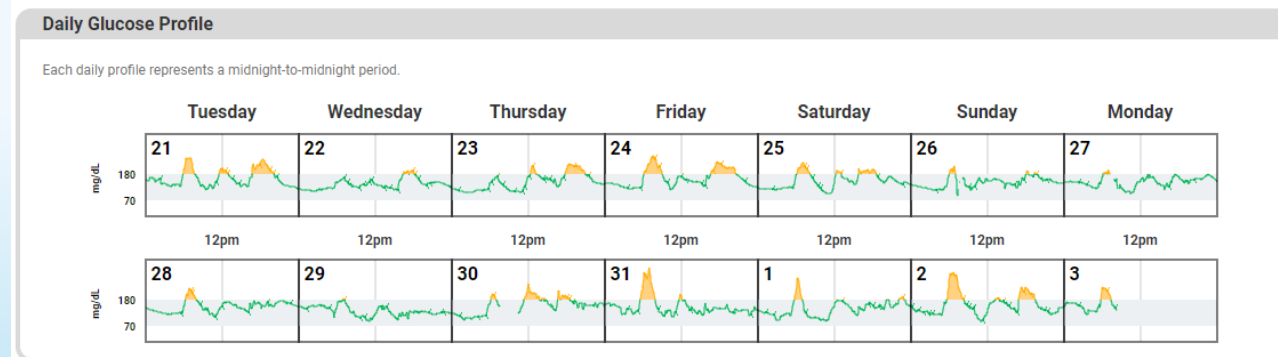 Daily Glucose Profile
Each daily profile represents a midnight-to-midnight period.
Tuesday Wednesday Thursday Friday Saturday Sunday Monday
21 22 23 24 25 26 27
mg/dL
180
70
12pm 12pm 12pm 12pm 12pm 12pm 12pm
28 29 30 31 1 2 3
mg/dL
180
70